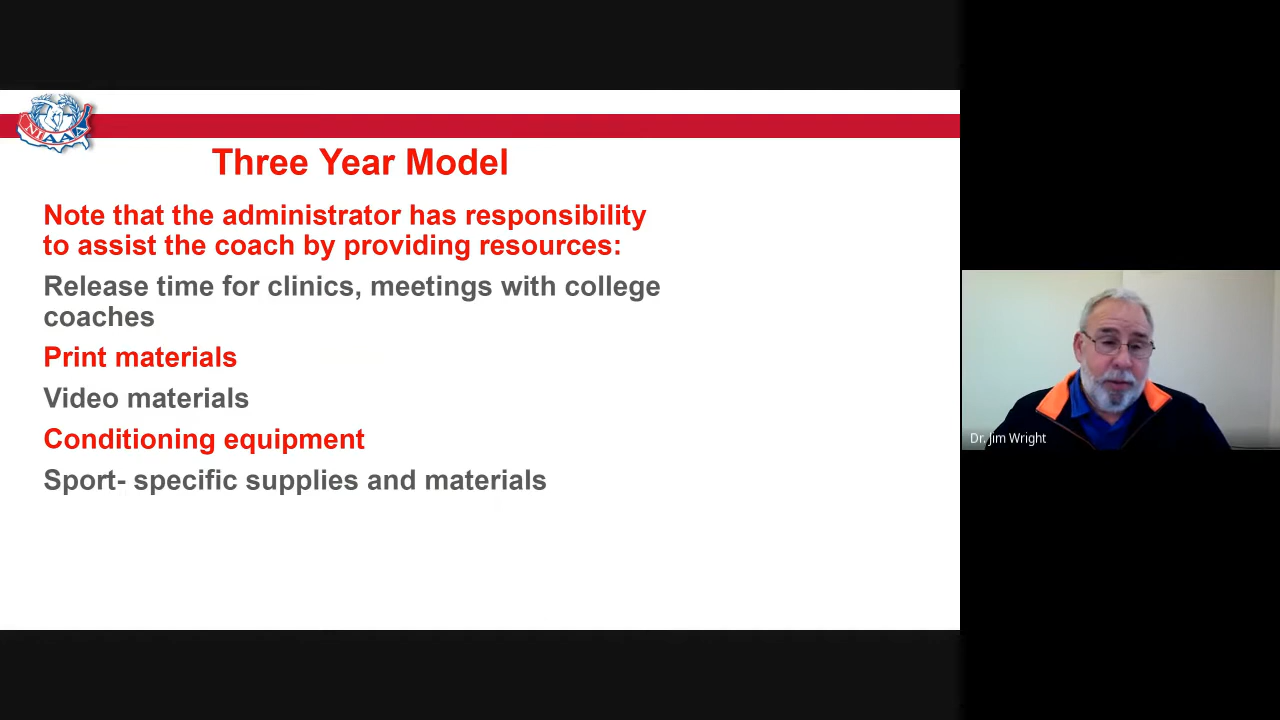 NIAAA
Three Year Model
Note that the administrator has responsibility
to assist the coach by providing resources:
Release time for clinics, meetings with college
coaches
Print materials
Video materials
Conditioning equipment
Sport- specific supplies and materials
Dr. Jim Wright